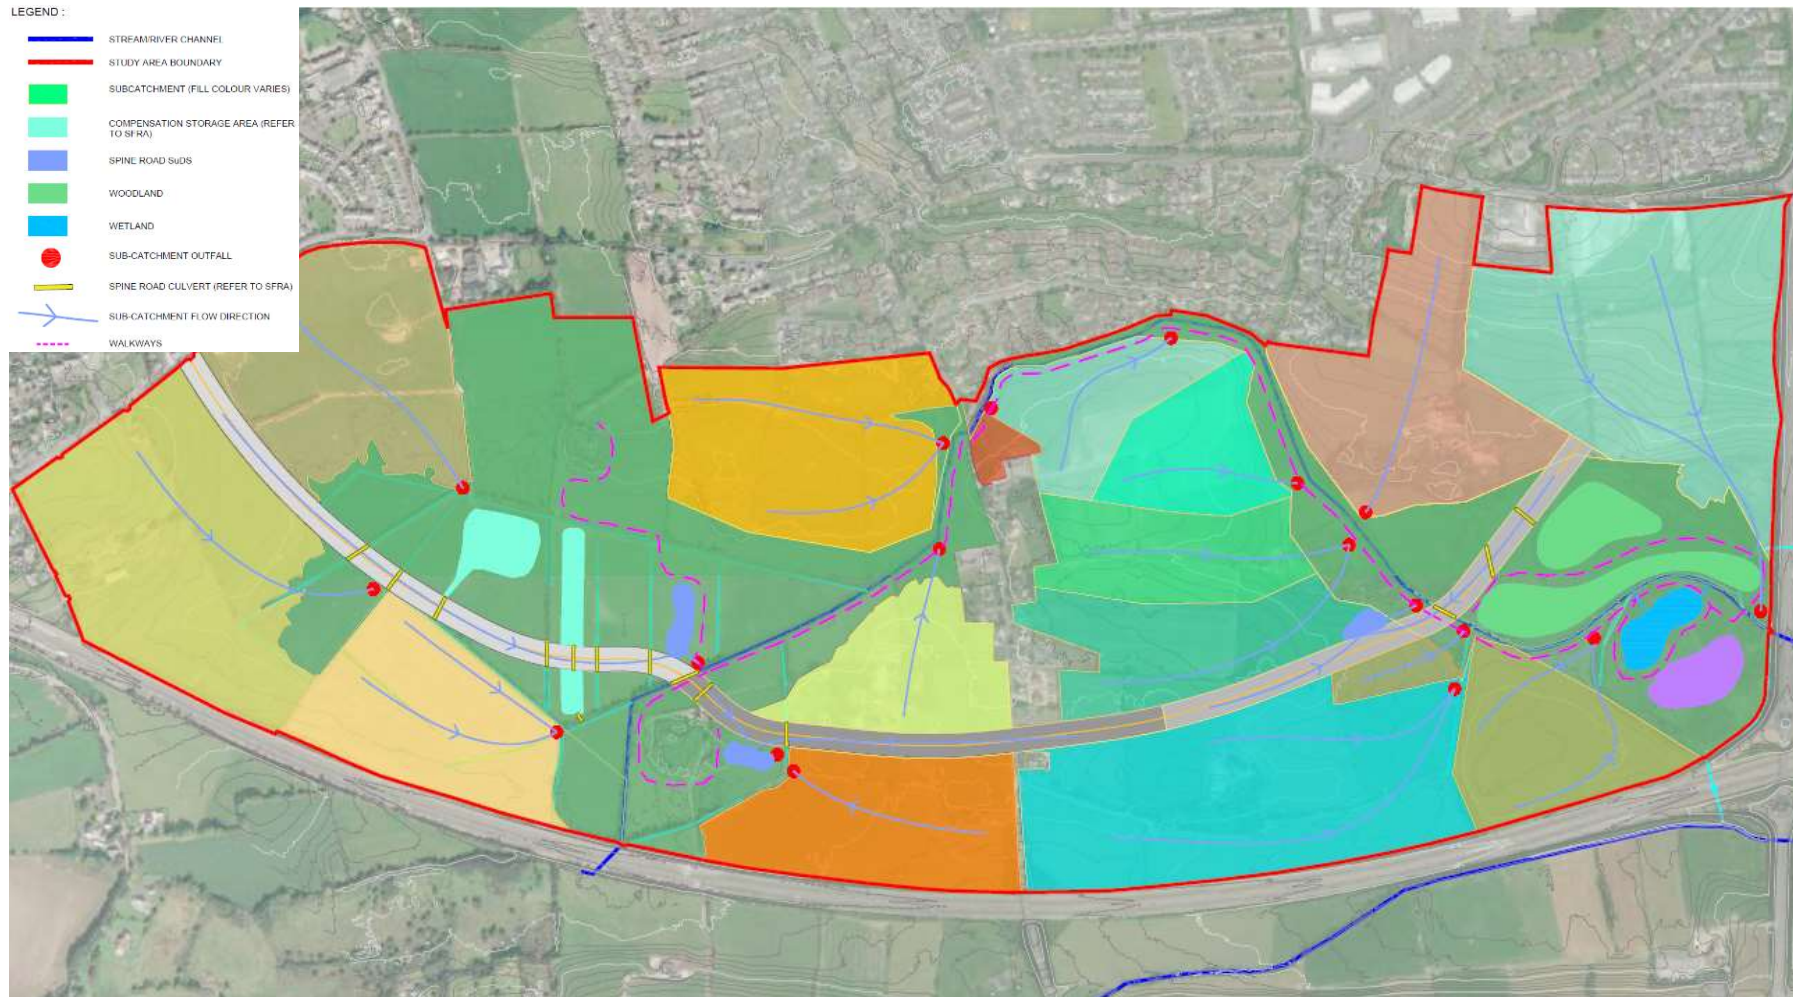 LEGEND :
STREAM/RIVER CHANNEL
STUDY AREA BOUNDARY
SUBCATCHMENT (FILL COLOUR VARIES)
COMPENSATION STORAGE AREA (REFER
TO SFRA)
SPINE ROAD SuDS
WOODLAND
WETLAND
SUB-CATCHMENT OUTFALL
SPINE ROAD CULVERT (REFER TO SFRA)
SUB-CATCHMENT FLOW DIRECTION
WALKWAYS